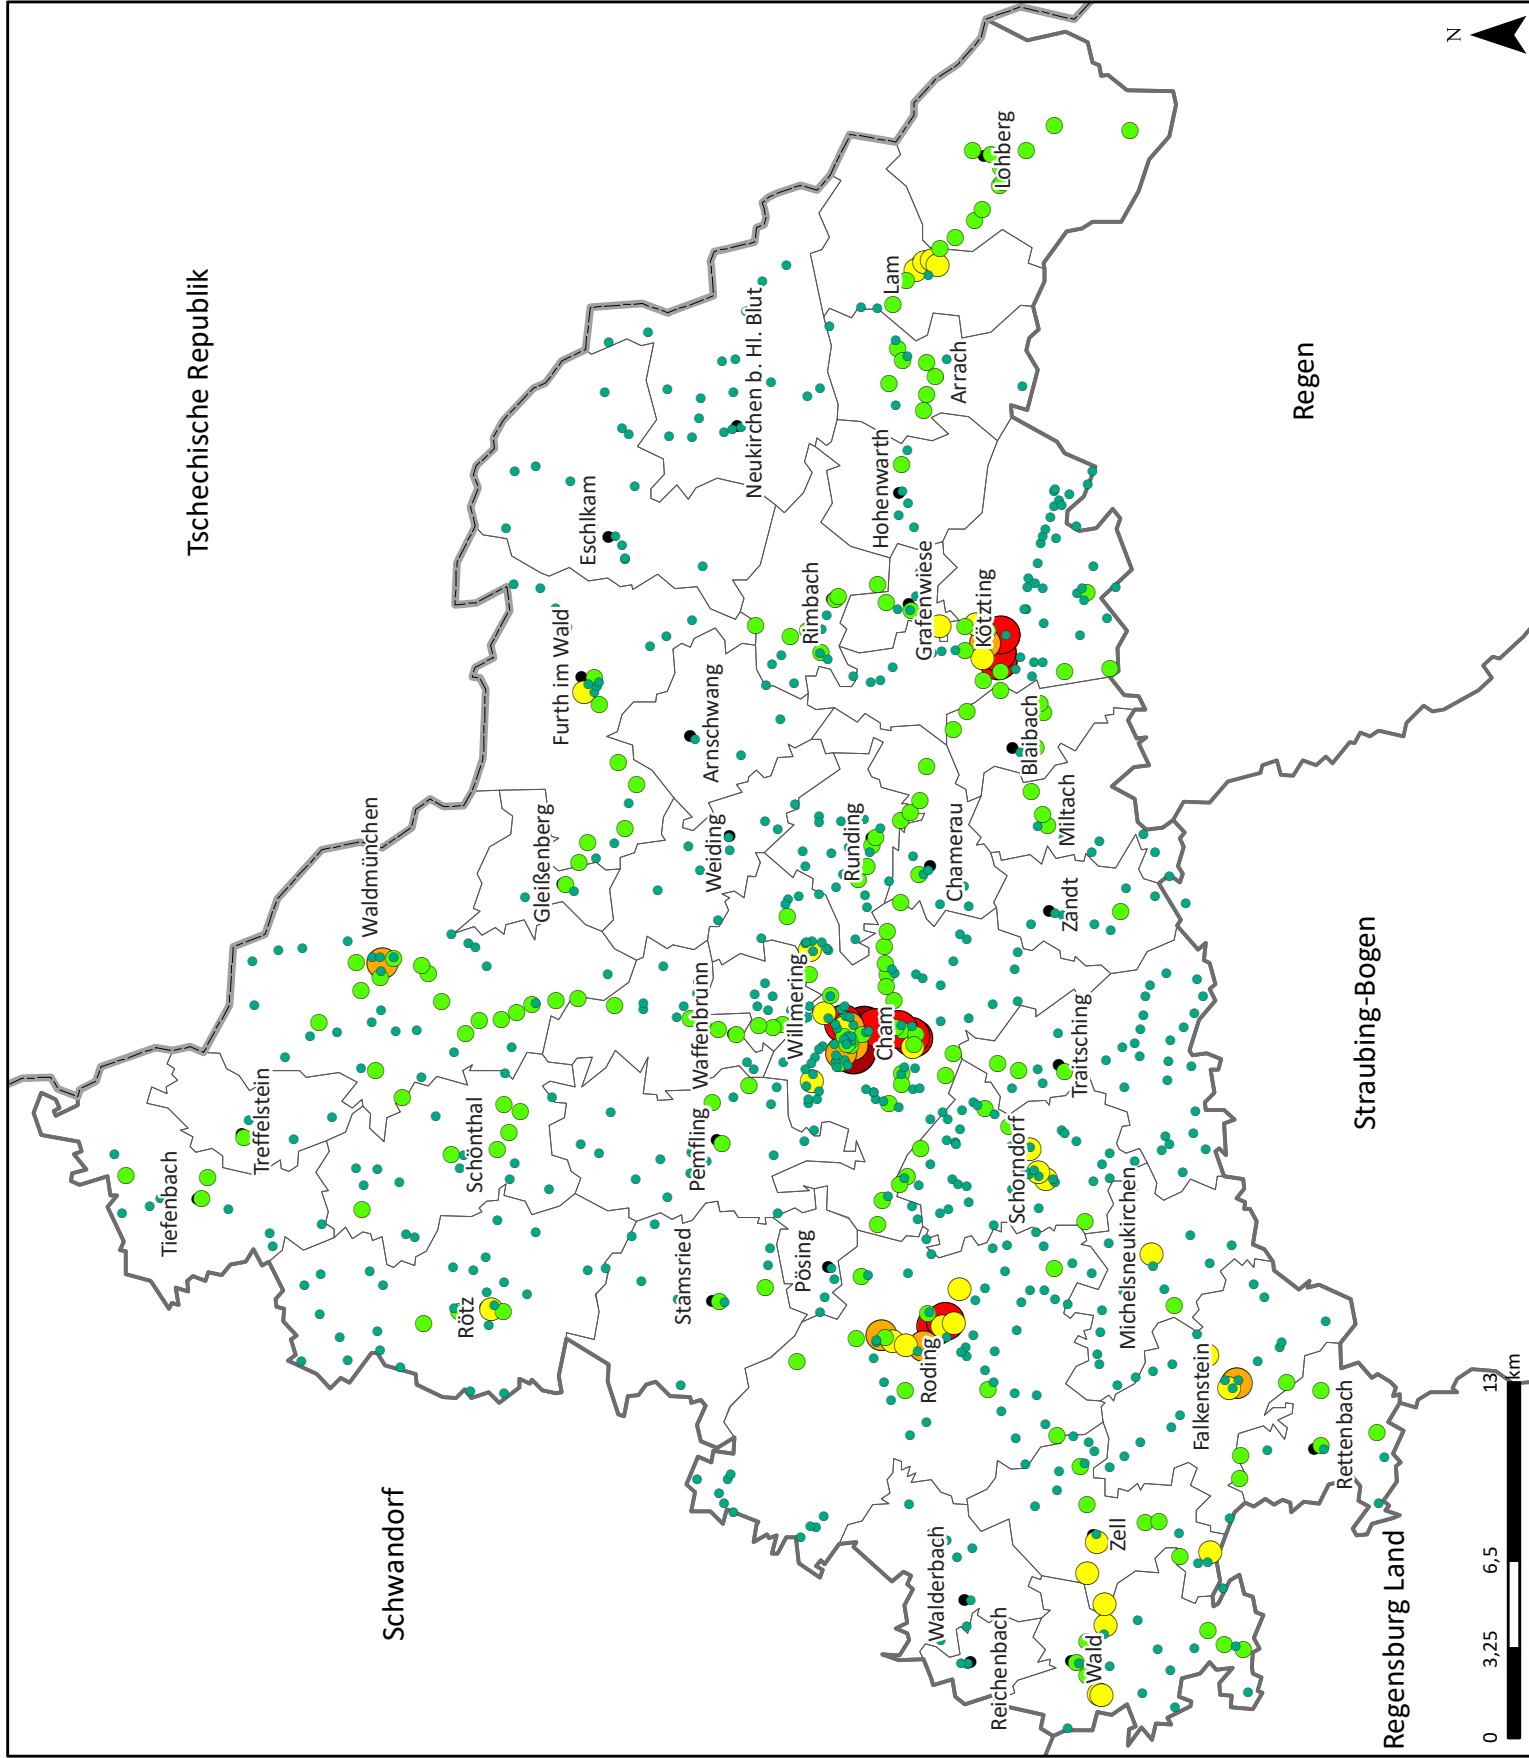 Tschechische Republik
Schwandorf
Regen
Straubing-Bogen
Regensburg Land
N
Tiefenbach
Treffelstein
Waldmünchen
Rötz
Schönthal
Gleißenberg
Furth im Wald
Eschlkam
Stamsried
Pemfling
Waffenbrunn
Weiding
Arnschwang
Neukirchen b. Hl. Blut
Pösing
Willmering
Rimbach
Runding
Cham
Hohenwarth
Lam
Roding
Chamerau
Grafenwiese
Arrach
Walderbach
Kötzting
Lohberg
Reichenbach
Schorndorf
Blaibach
Traitsching
Zandt
Miltach
Wald
Zell
Michelsneukirchen
Falkenstein
Rettenbach
0 3,25 6,5 13
km